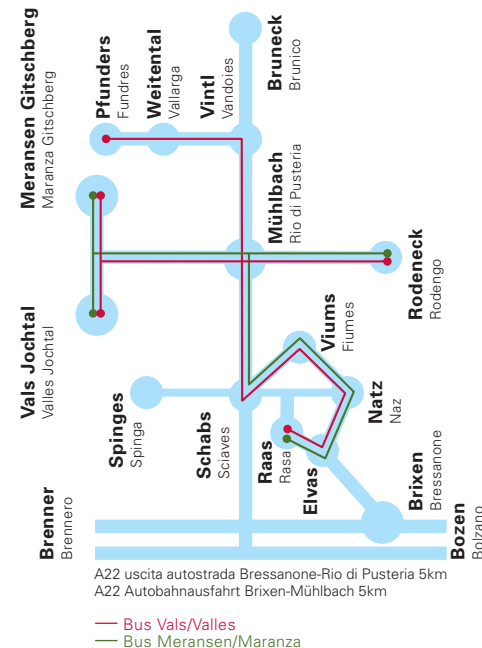 Meransen Gitschberg
Maranza Gitschberg
Pfunders
Fundres
Weitental
Vallarga
Vintl
Vandoies
Bruneck
Brunico
Mühlbach
Rio di Pusteria
Rodeneck
Rodengo
Vals Jochtal
Valles Jochtal
Viums
Fiumes
Spinges
Spinga
Schabs
Sciaves
Raas
Rasa
Elvas
Natz
Naz
Brixen
Bressanone
Brenner
Brennero
Bozen
Bolzano
A22 uscita autostrada Bressanone-Rio di Pusteria 5km
A22 Autobahnausfahrt Brixen-Mühlbach 5km
Bus Vals/Valles
Bus Meransen/Maranza